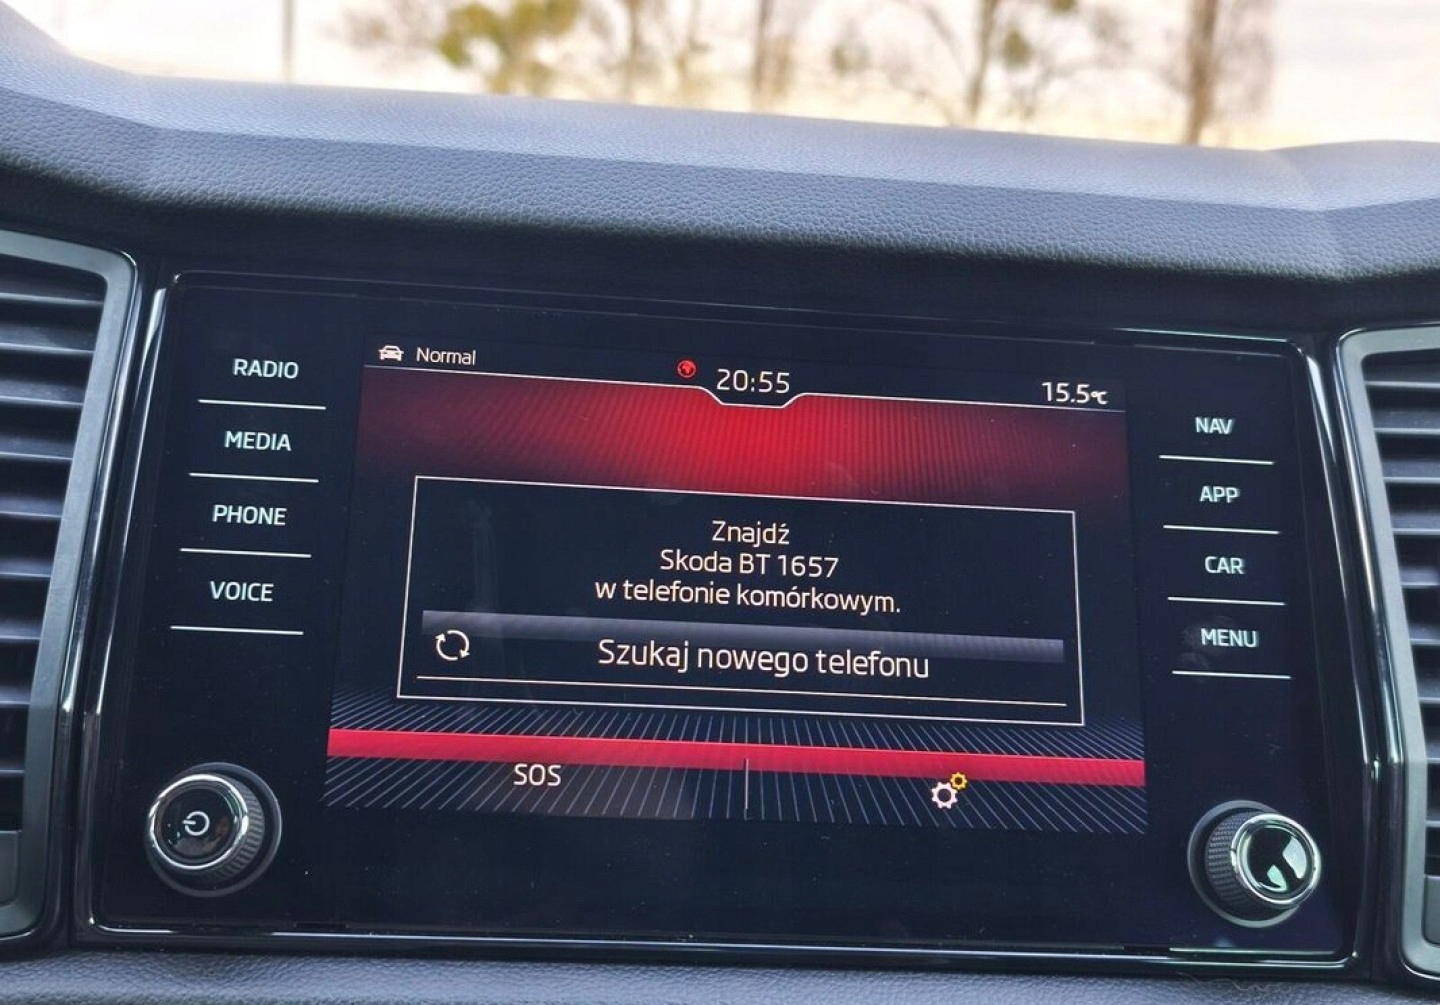 Normal
20:55
15.5°C
RADIO
MEDIA
PHONE
VOICE
NAV
APP
CAR
MENU
Znajdź
Skoda BT 1657
w telefonie komórkowym.
Szukaj nowego telefonu
SOS